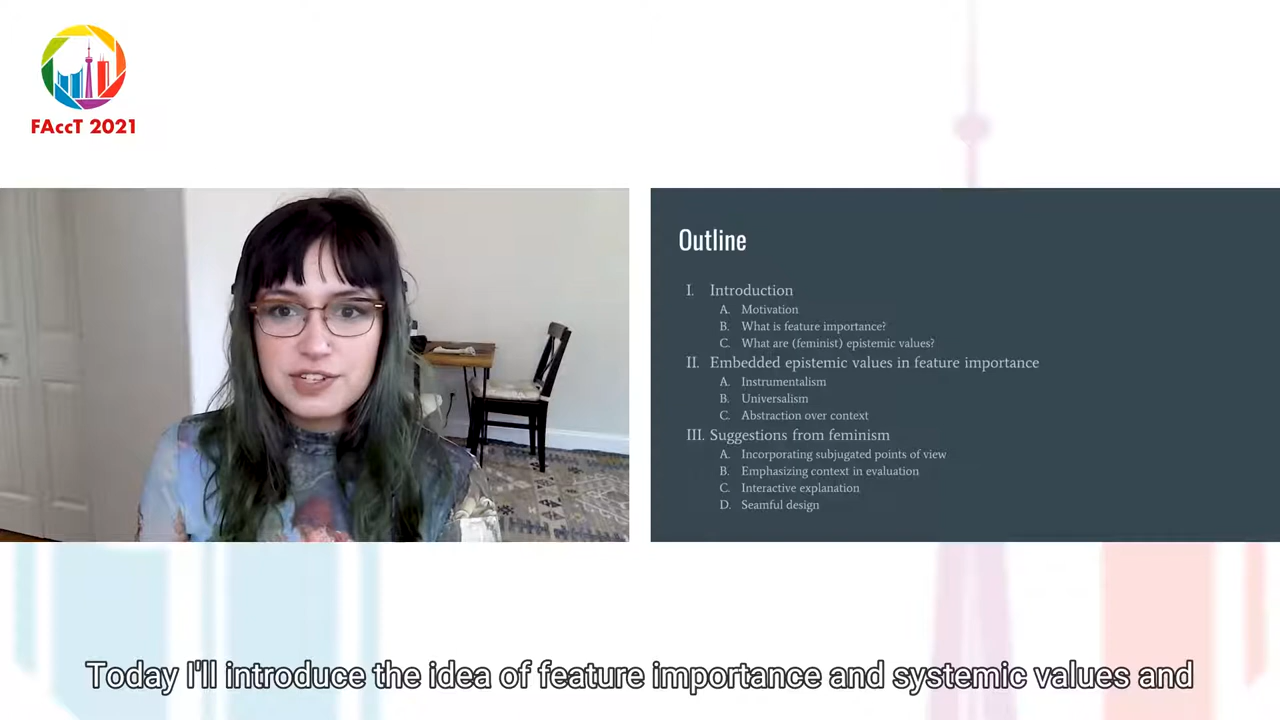 FAccT 2021
Outline
I. Introduction
A. Motivation
B. What is feature importance?
C. What are (feminist) epistemic values?
II. Embedded epistemic values in feature importance
A. Instrumentalism
B. Universalism
C. Abstraction over context
III. Suggestions from feminism
A. Incorporating subjugated points of view
B. Emphasizing context in evaluation
C. Interactive explanation
D. Seamful design
Today I'll introduce the idea of feature importance and systemic values and